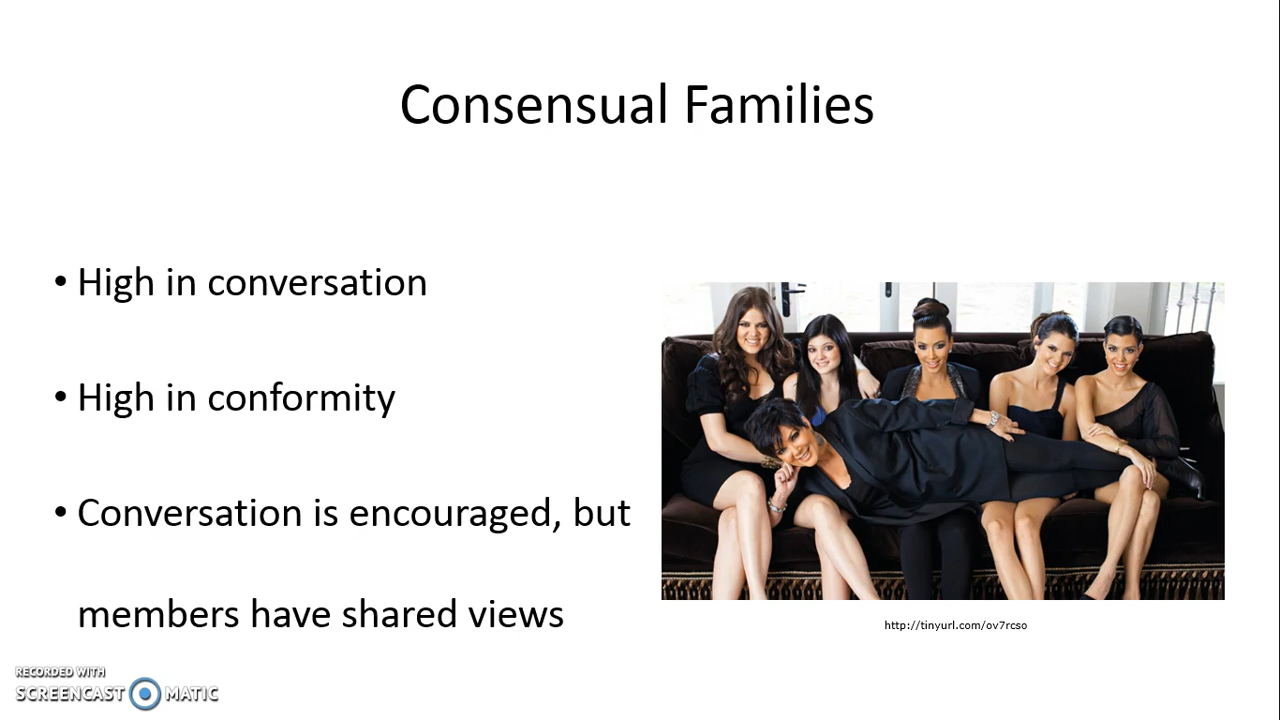 Consensual Families
• High in conversation
• High in conformity
• Conversation is encouraged, but
members have shared views
http://tinyurl.com/ov7rcso
RECORDED WITH
SCREENCAST MATIC